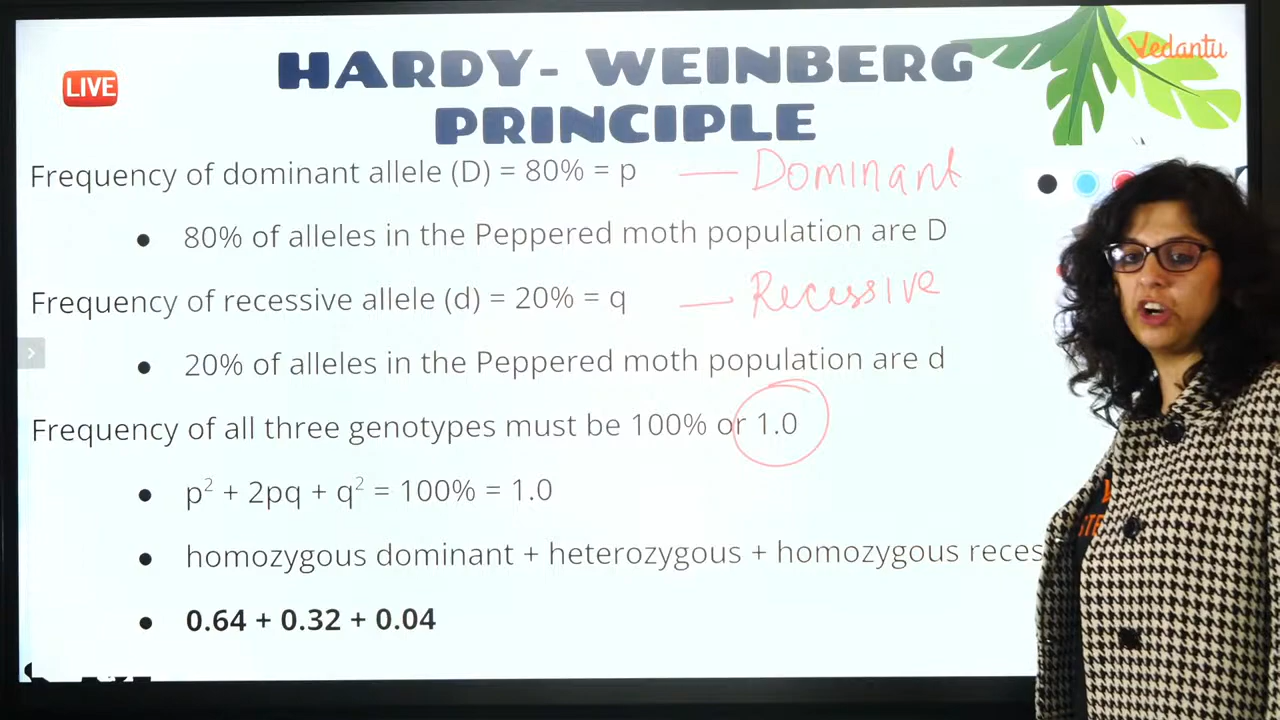 Vedantu
LIVE
HARDY- WEINBERG
PRINCIPLE
Frequency of dominant allele (D) = 80% = p — Dominant
• 80% of alleles in the Peppered moth population are D
Frequency of recessive allele (d) = 20% = q — Recessive
• 20% of alleles in the Peppered moth population are d
Frequency of all three genotypes must be 100% or 1.0
• p² + 2pq + q² = 100% = 1.0
• homozygous dominant + heterozygous + homozygous reces
• 0.64 + 0.32 + 0.04